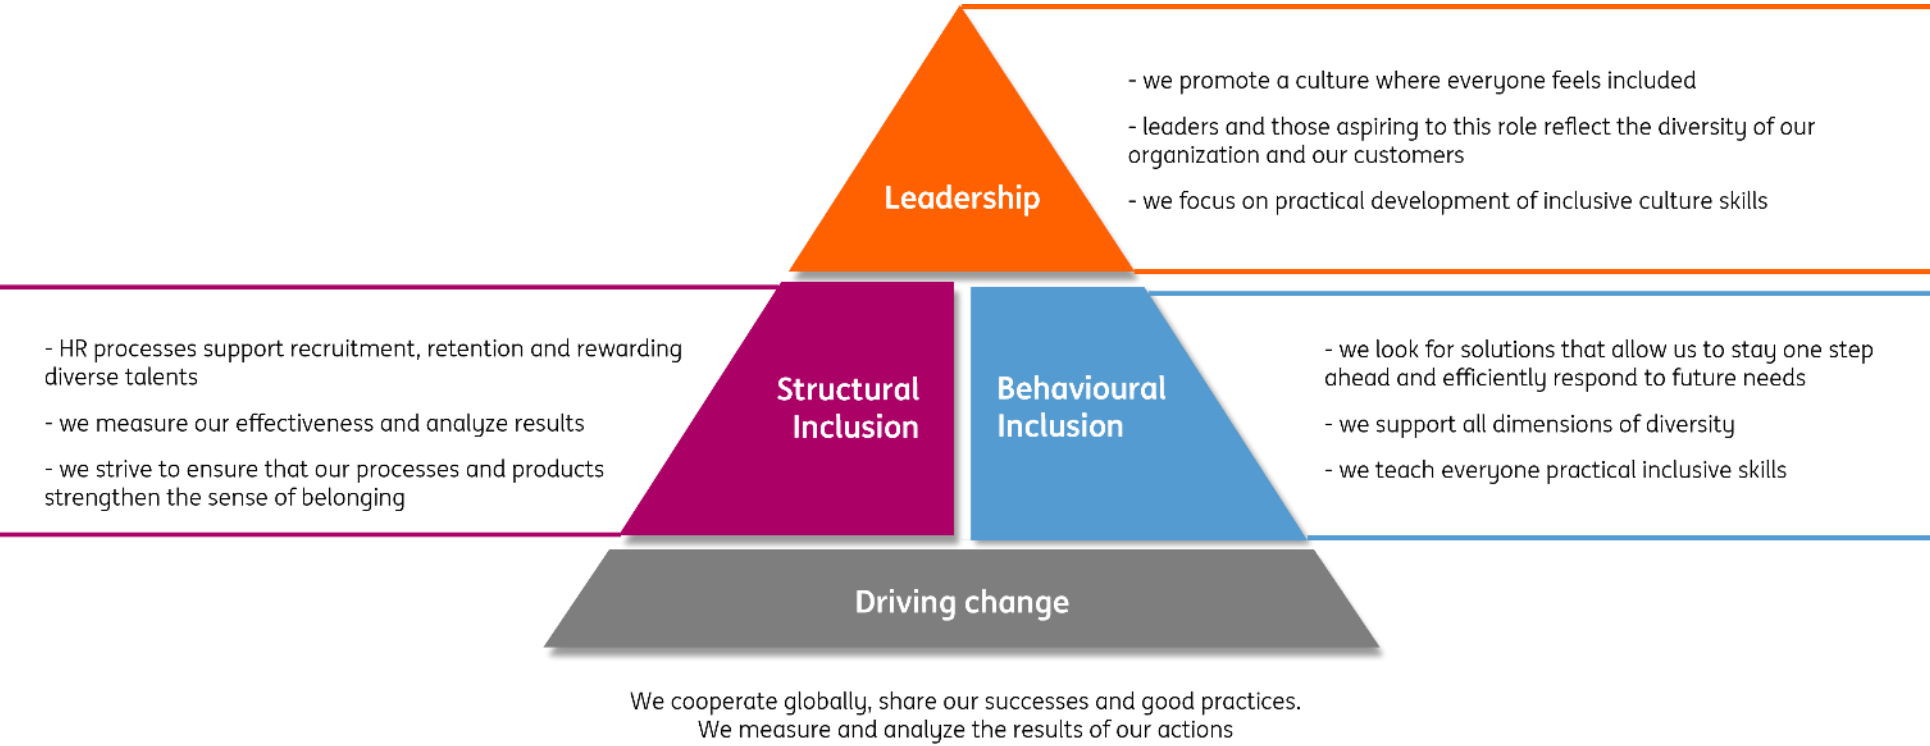 - we promote a culture where everyone feels included
- leaders and those aspiring to this role reflect the diversity of our
organization and our customers
- we focus on practical development of inclusive culture skills
Leadership
- HR processes support recruitment, retention and rewarding
diverse talents
- we measure our effectiveness and analyze results
- we strive to ensure that our processes and products
strengthen the sense of belonging
Structural
Inclusion
Behavioural
Inclusion
- we look for solutions that allow us to stay one step
ahead and efficiently respond to future needs
- we support all dimensions of diversity
- we teach everyone practical inclusive skills
Driving change
We cooperate globally, share our successes and good practices.
We measure and analyze the results of our actions